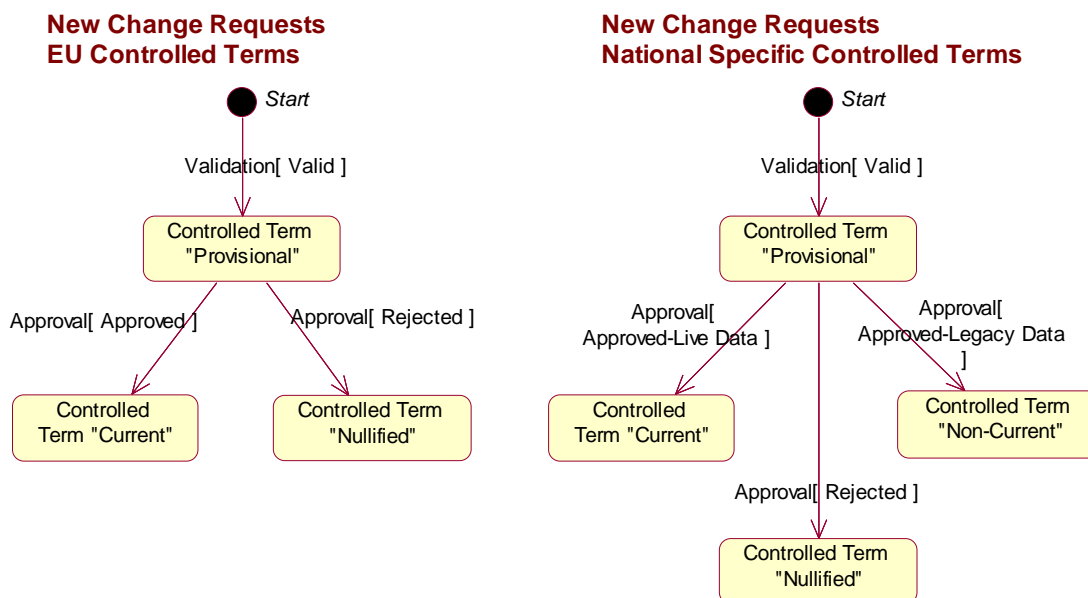 New Change Requests
EU Controlled Terms
Start
Validation[ Valid ]
Controlled Term
"Provisional"
Approval[ Approved ]
Approval[ Rejected ]
Controlled
Term "Current"
Controlled Term
"Nullified"
New Change Requests
National Specific Controlled Terms
Start
Validation[ Valid ]
Controlled Term
"Provisional"
Approval[
Approved-Live Data ]
Approval[
Approved-Legacy Data
]
Controlled
Term "Current"
Controlled Term
"Non-Current"
Approval[ Rejected ]
Controlled Term
"Nullified"